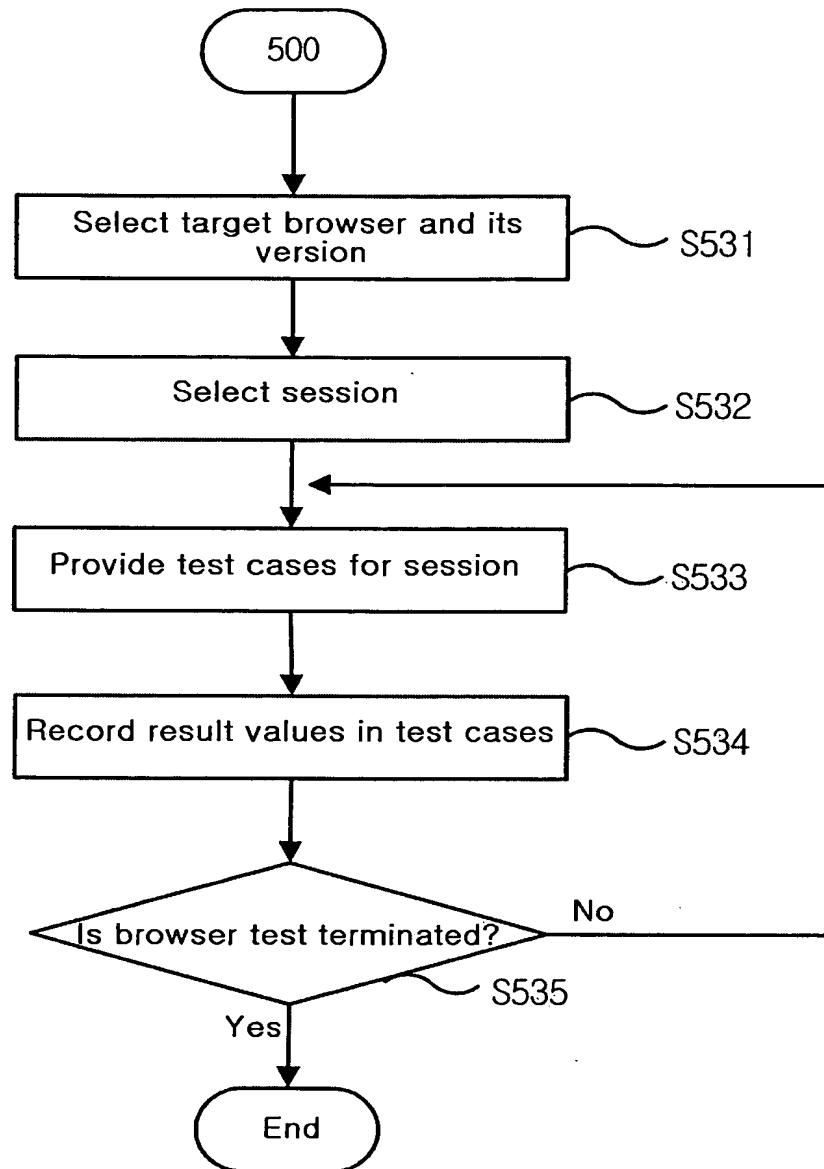 500
Select target browser and its
version
S531
Select session
S532
Provide test cases for session
S533
Record result values in test cases
S534
Is browser test terminated?
No
S535
Yes
End